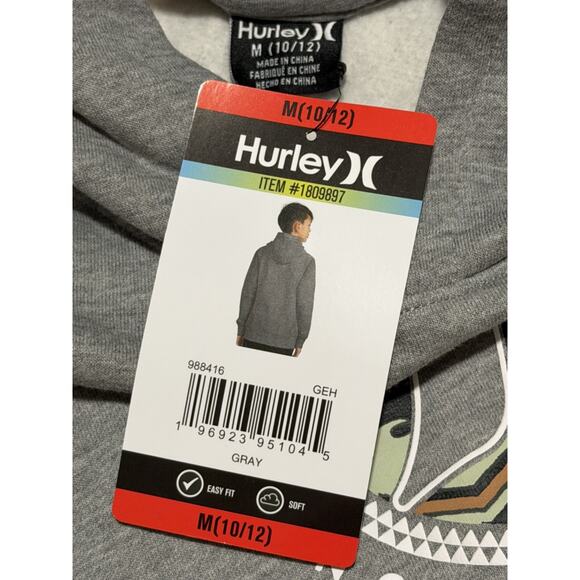 Hurley
M (10/12)
MADE IN CHINA
FABRIQUÉ EN CHINE
HECHO EN CHINA
M(10/12)
Hurley
ITEM #1809897
988416
GEH
1 96923 95104 5
GRAY
EASY FIT
SOFT
M(10/12)